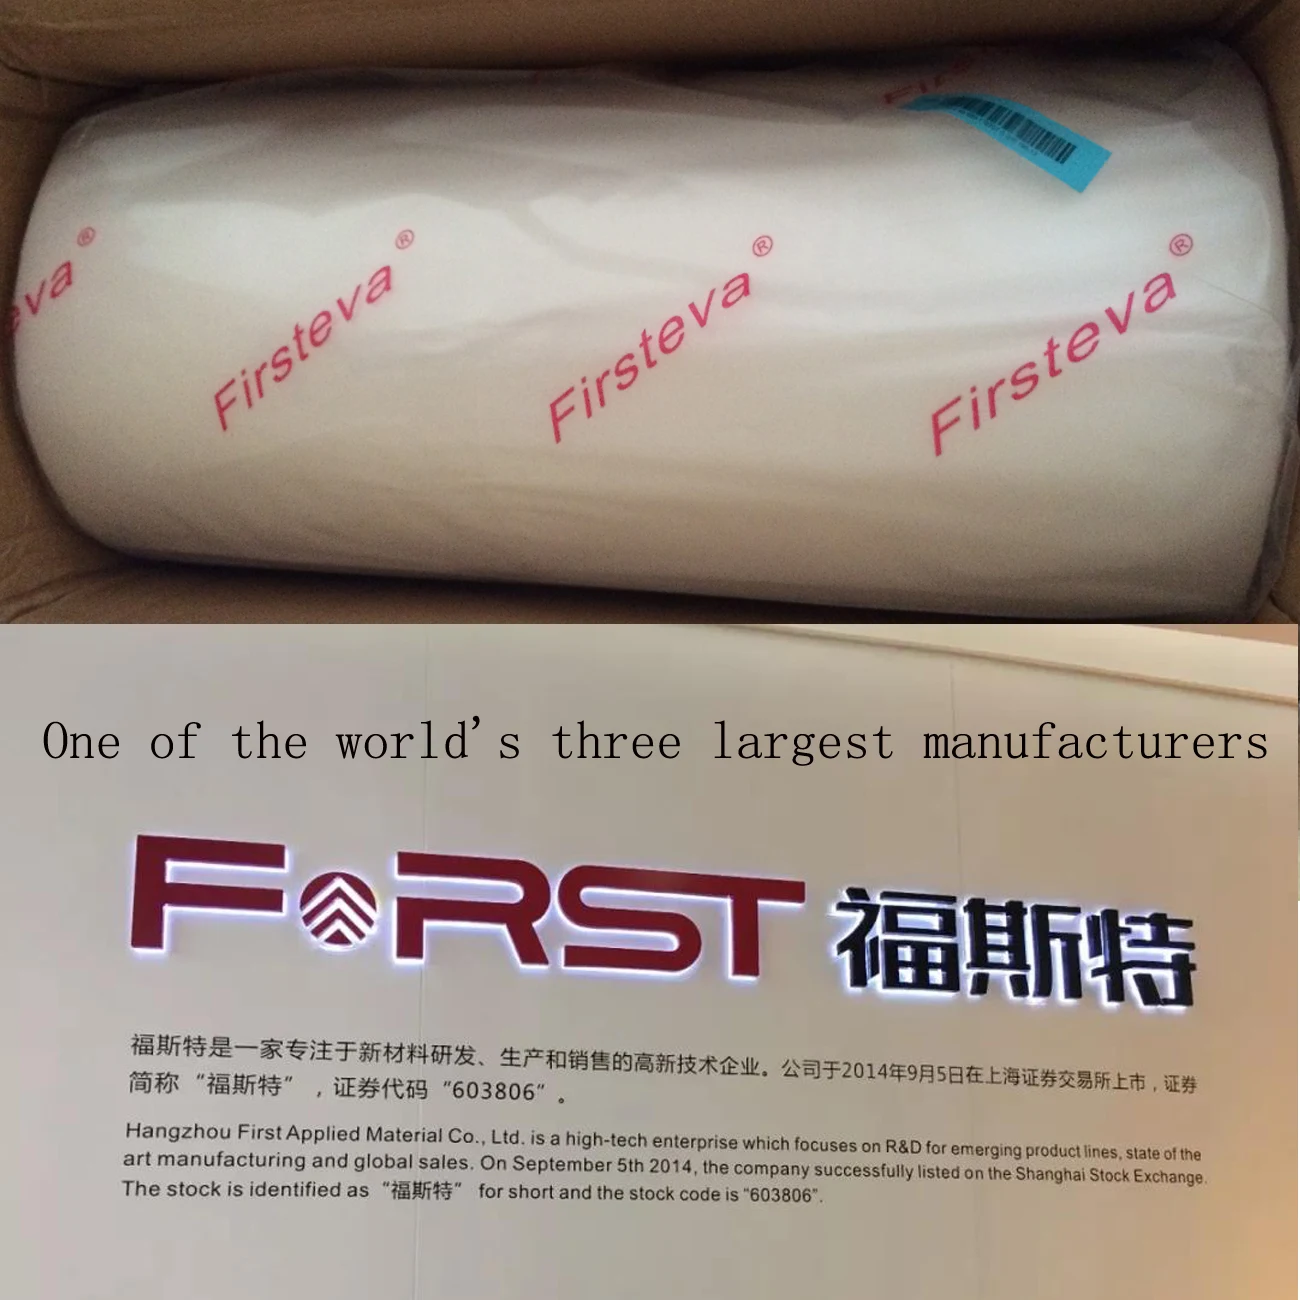 Fir
eva®
Firsteva®
Firsteva®
Firsteva®
One of the world's three largest manufacturers
FIRST 福斯特
福斯特是一家专注于新材料研发、生产和销售的高新技术企业。公司于2014年9月5日在上海证券交易所上市，证券
简称“福斯特”，证券代码“603806”。
Hangzhou First Applied Material Co., Ltd. is a high-tech enterprise which focuses on R&D for emerging product lines, state of the
art manufacturing and global sales. On September 5th 2014, the company successfully listed on the Shanghai Stock Exchange.
The stock is identified as “福斯特” for short and the stock code is “603806”.